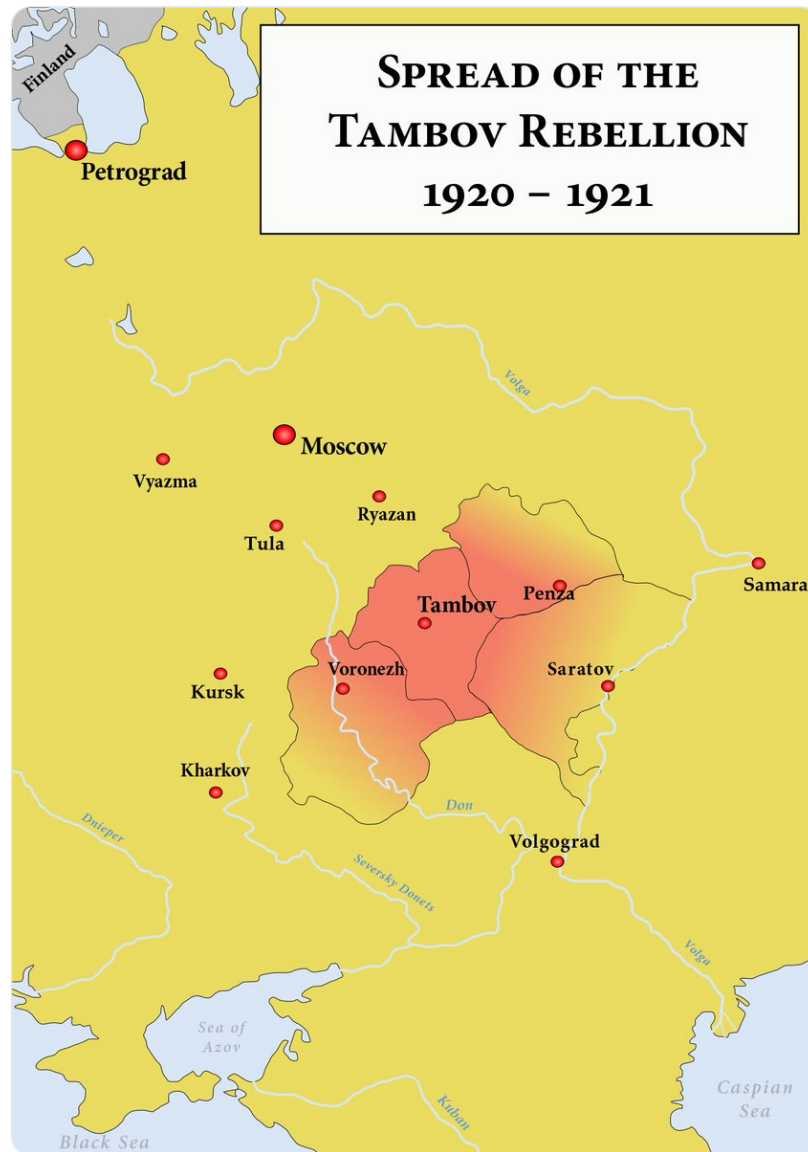 Finland
SPREAD OF THE
TAMBOV REBELLION
1920 – 1921
Petrograd
Volga
Moscow
Vyazma
Ryazan
Tula
Samara
Penza
Tambov
Voronezh
Saratov
Kursk
Kharkov
Don
Dnieper
Volgograd
Seversky Donets
Volga
Sea of
Azov
Caspian
Sea
Kuban
Black Sea